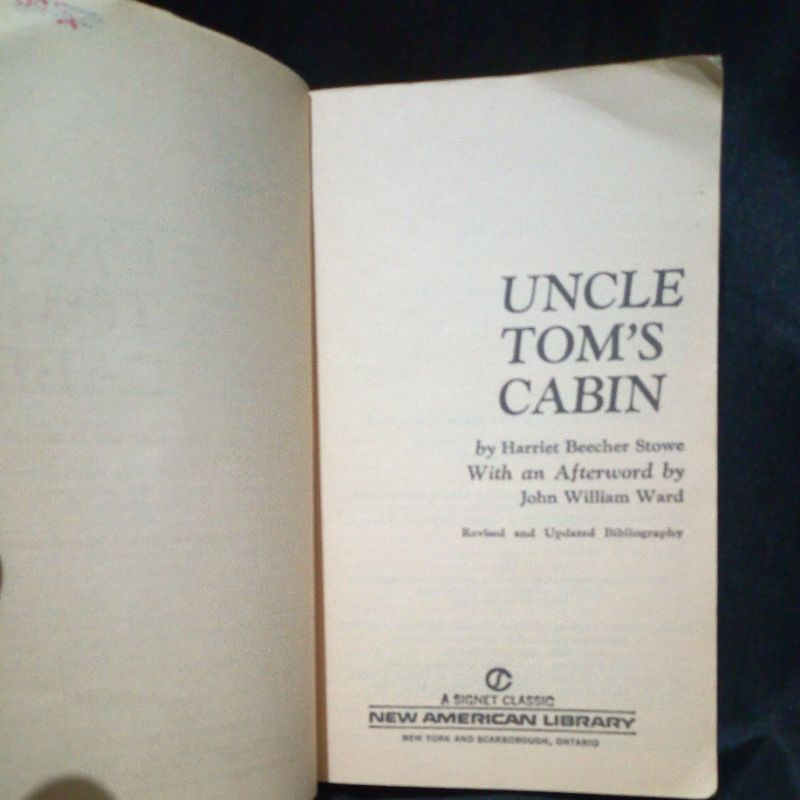 UNCLE
TOM'S
CABIN
by Harriet Beecher Stowe
With an Afterword by
John William Ward
Revised and Updated Bibliography
A SIGNET CLASSIC
NEW AMERICAN LIBRARY
NEW YORK AND SCARBOROUGH, ONTARIO